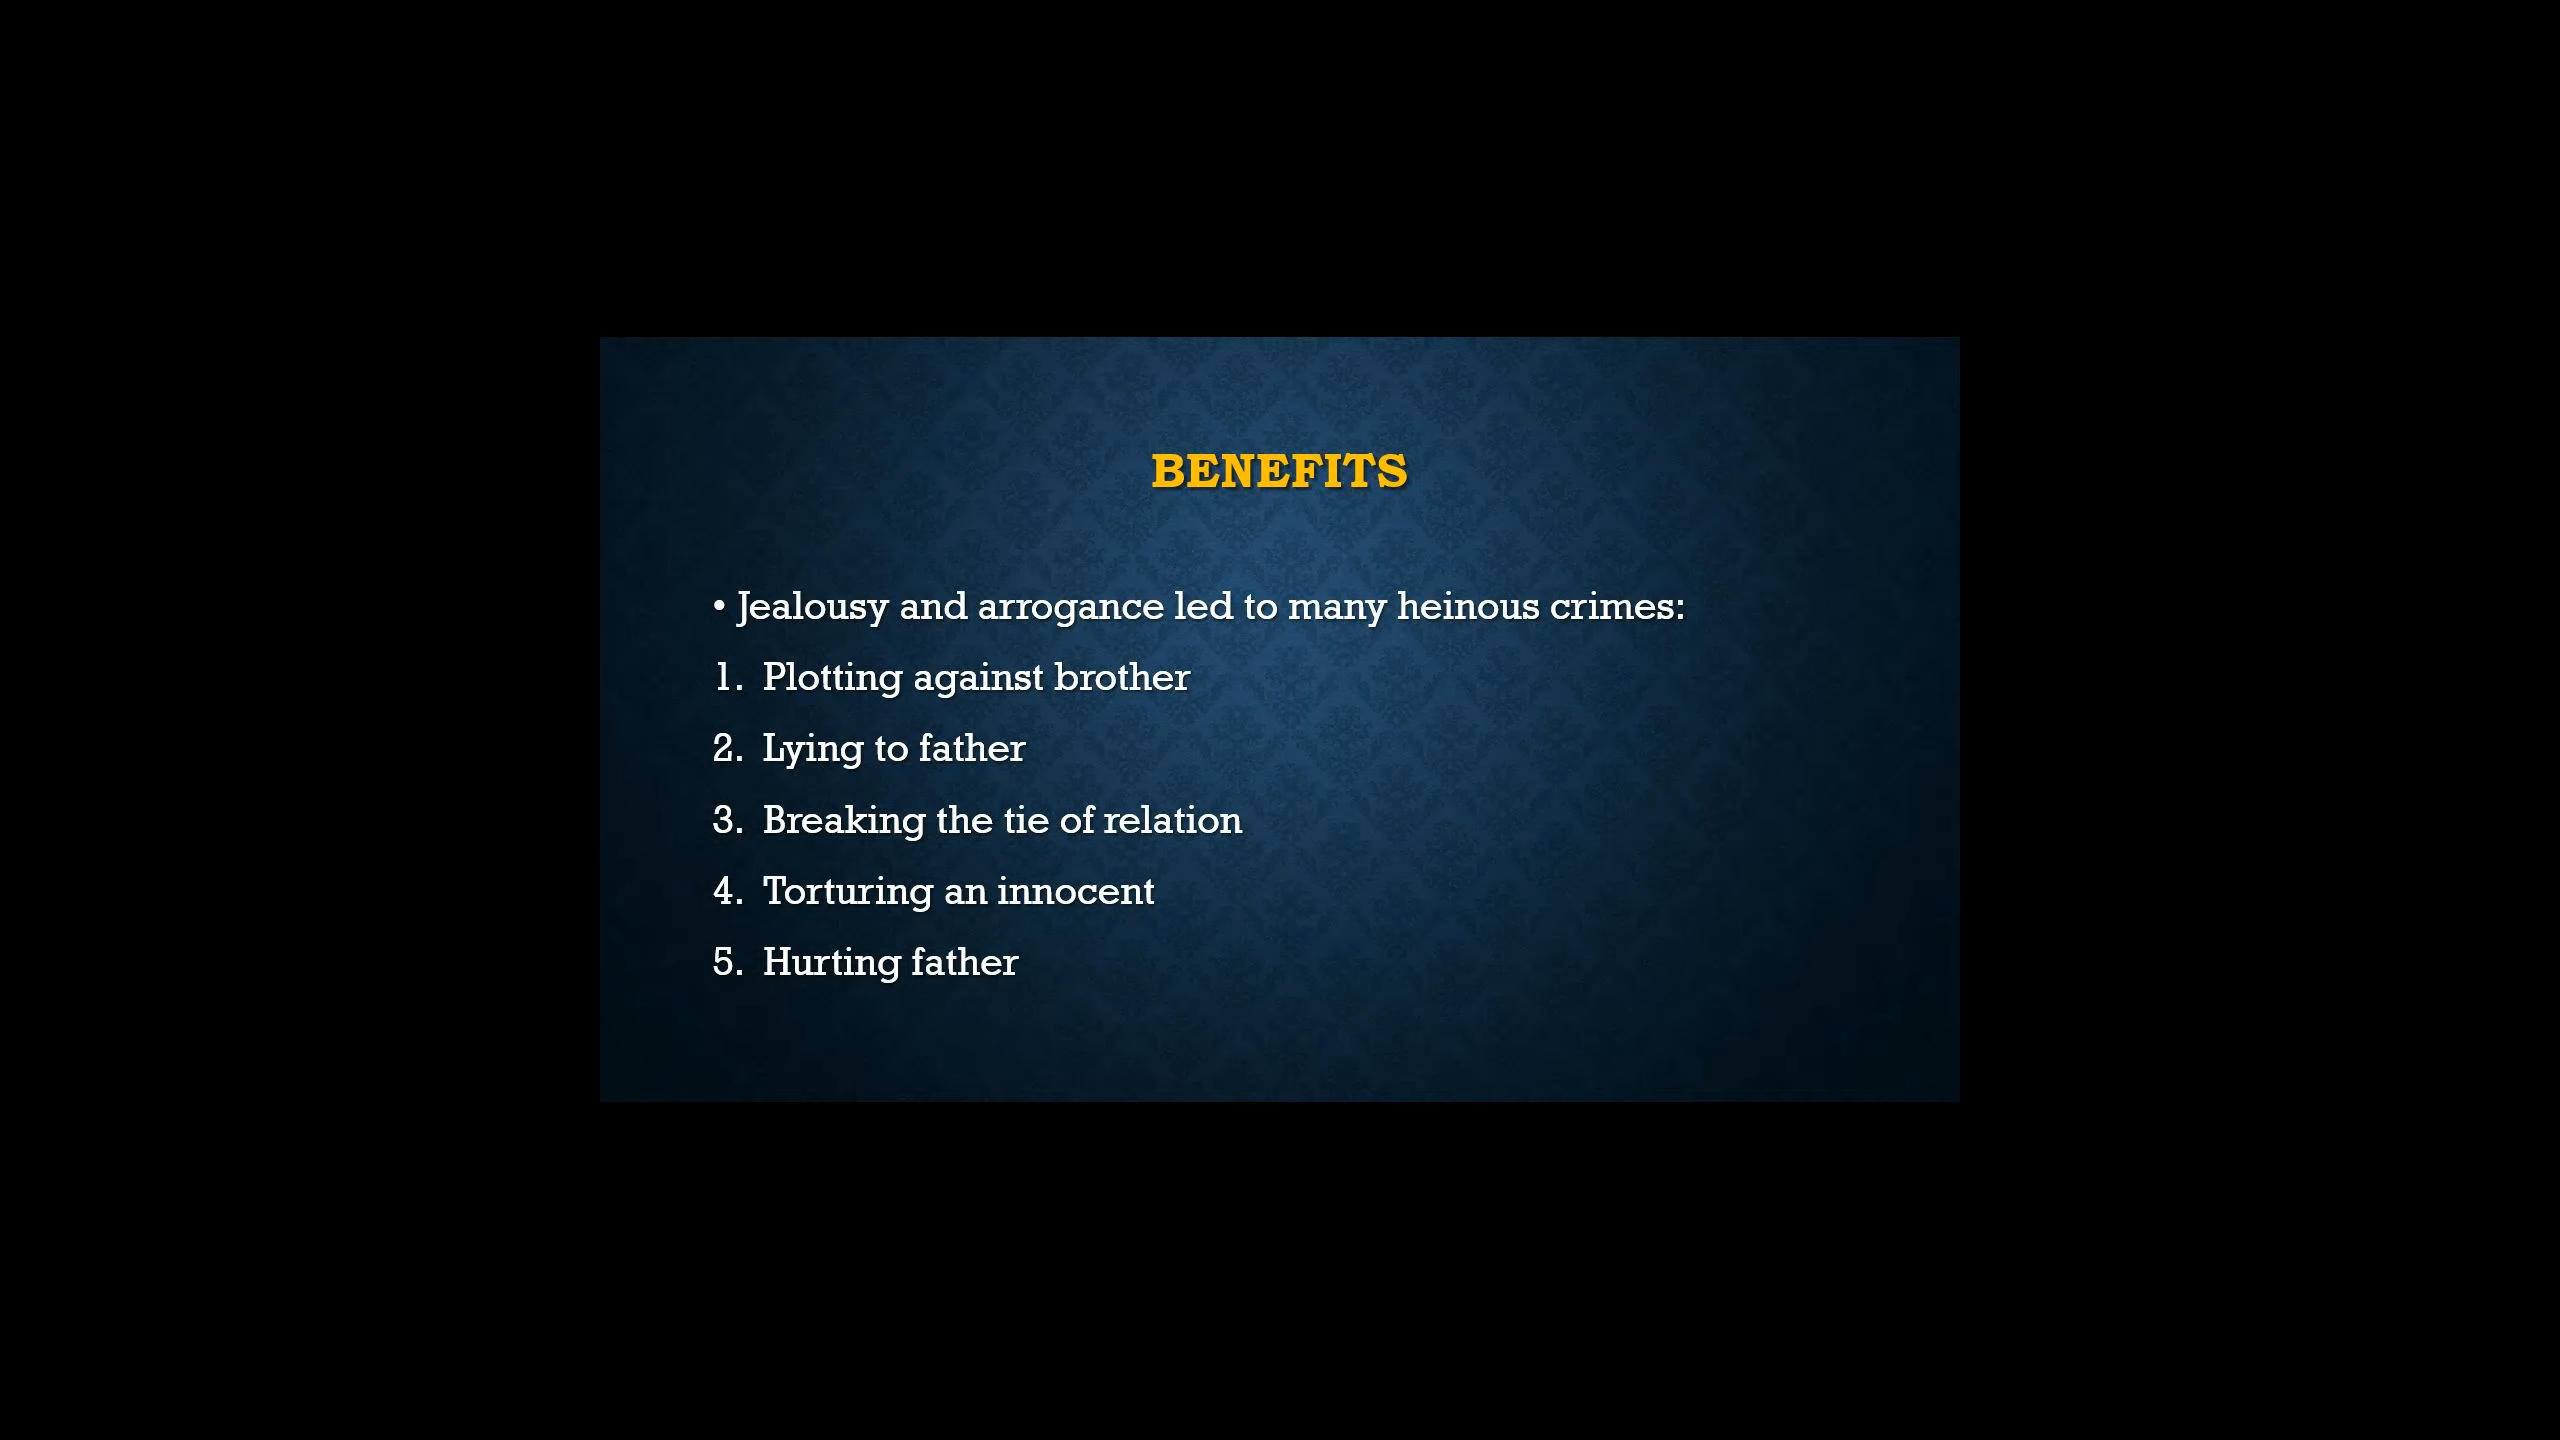 BENEFITS
• Jealousy and arrogance led to many heinous crimes:
1. Plotting against brother
2. Lying to father
3. Breaking the tie of relation
4. Torturing an innocent
5. Hurting father